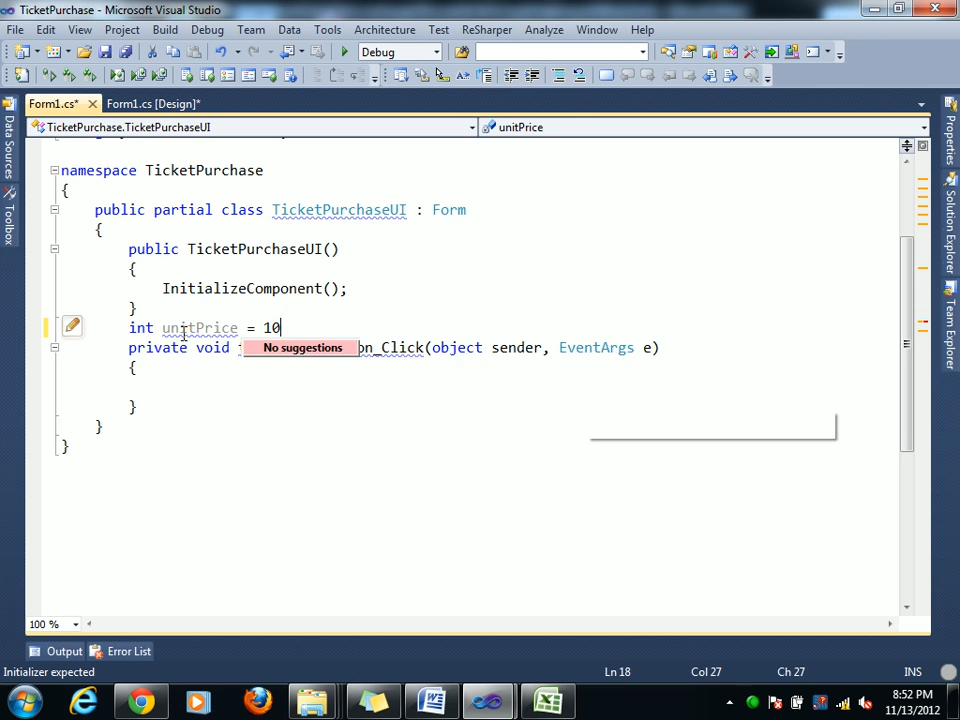 TicketPurchase - Microsoft Visual Studio
File Edit View Project Build Debug Team Data Tools Architecture Test ReSharper Analyze Window Help
Debug
Form1.cs* Form1.cs [Design]*
TicketPurchase.TicketPurchaseUI unitPrice
namespace TicketPurchase
{
public partial class TicketPurchaseUI : Form
{
public TicketPurchaseUI()
{
InitializeComponent();
}
int unitPrice = 10
private void on_Click(object sender, EventArgs e)
No suggestions
{
}
}
}
Data Sources
Toolbox
Properties
Solution Explorer
Team Explorer
100 %
Output Error List
Initializer expected Ln 18 Col 27 Ch 27 INS
8:52 PM
11/13/2012